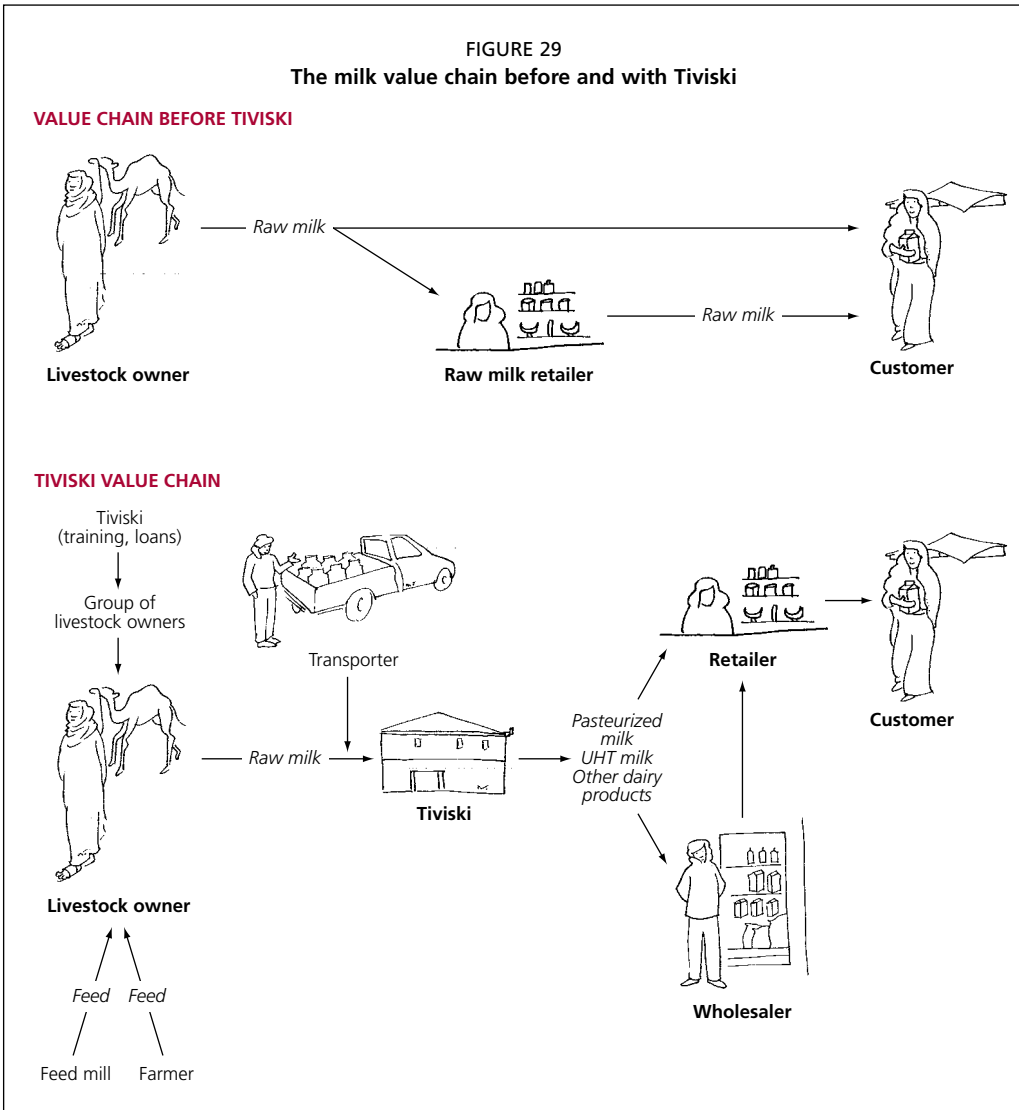 FIGURE 29
The milk value chain before and with Tiviski
VALUE CHAIN BEFORE TIVISKI
Raw milk
Raw milk
Livestock owner
Raw milk retailer
Customer
TIVISKI VALUE CHAIN
Tiviski
(training, loans)
Group of
livestock owners
Transporter
Retailer
Customer
Raw milk
Pasteurized
milk
UHT milk
Other dairy
products
Tiviski
Livestock owner
Wholesaler
Feed
Feed
Feed mill
Farmer